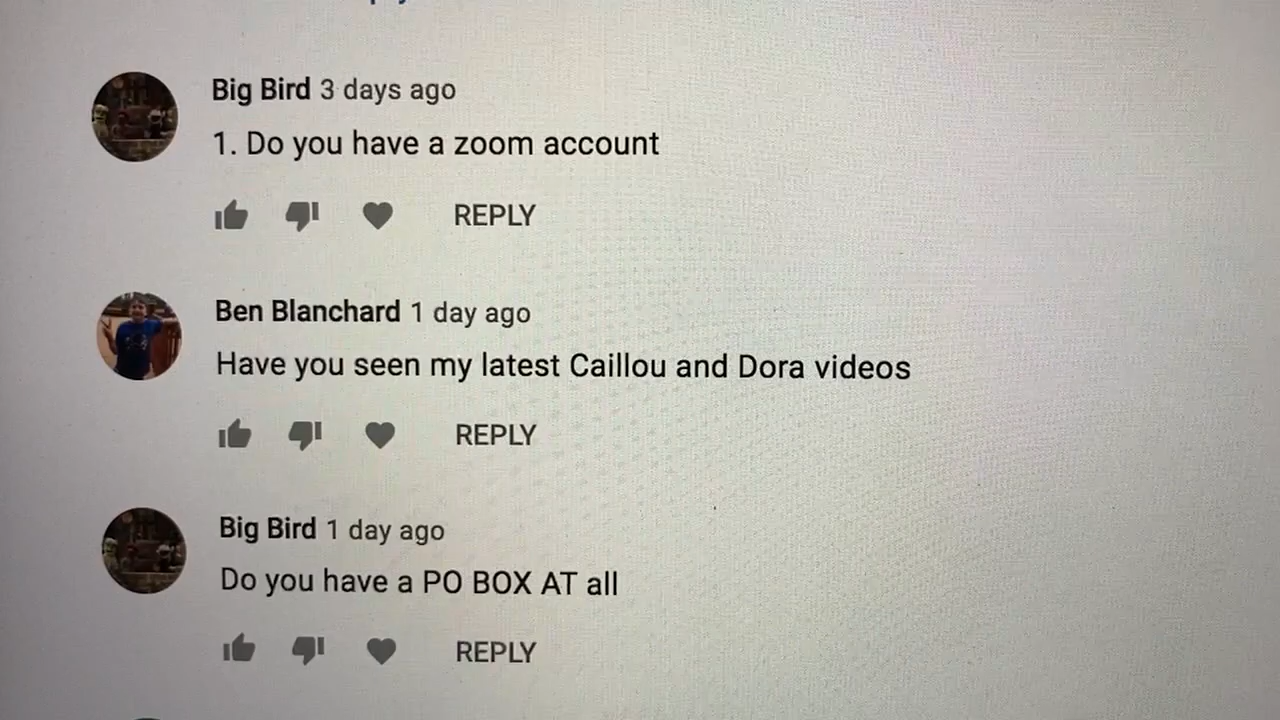 Big Bird 3 days ago
1. Do you have a zoom account
REPLY
Ben Blanchard 1 day ago
Have you seen my latest Caillou and Dora videos
REPLY
Big Bird 1 day ago
Do you have a PO BOX AT all
REPLY